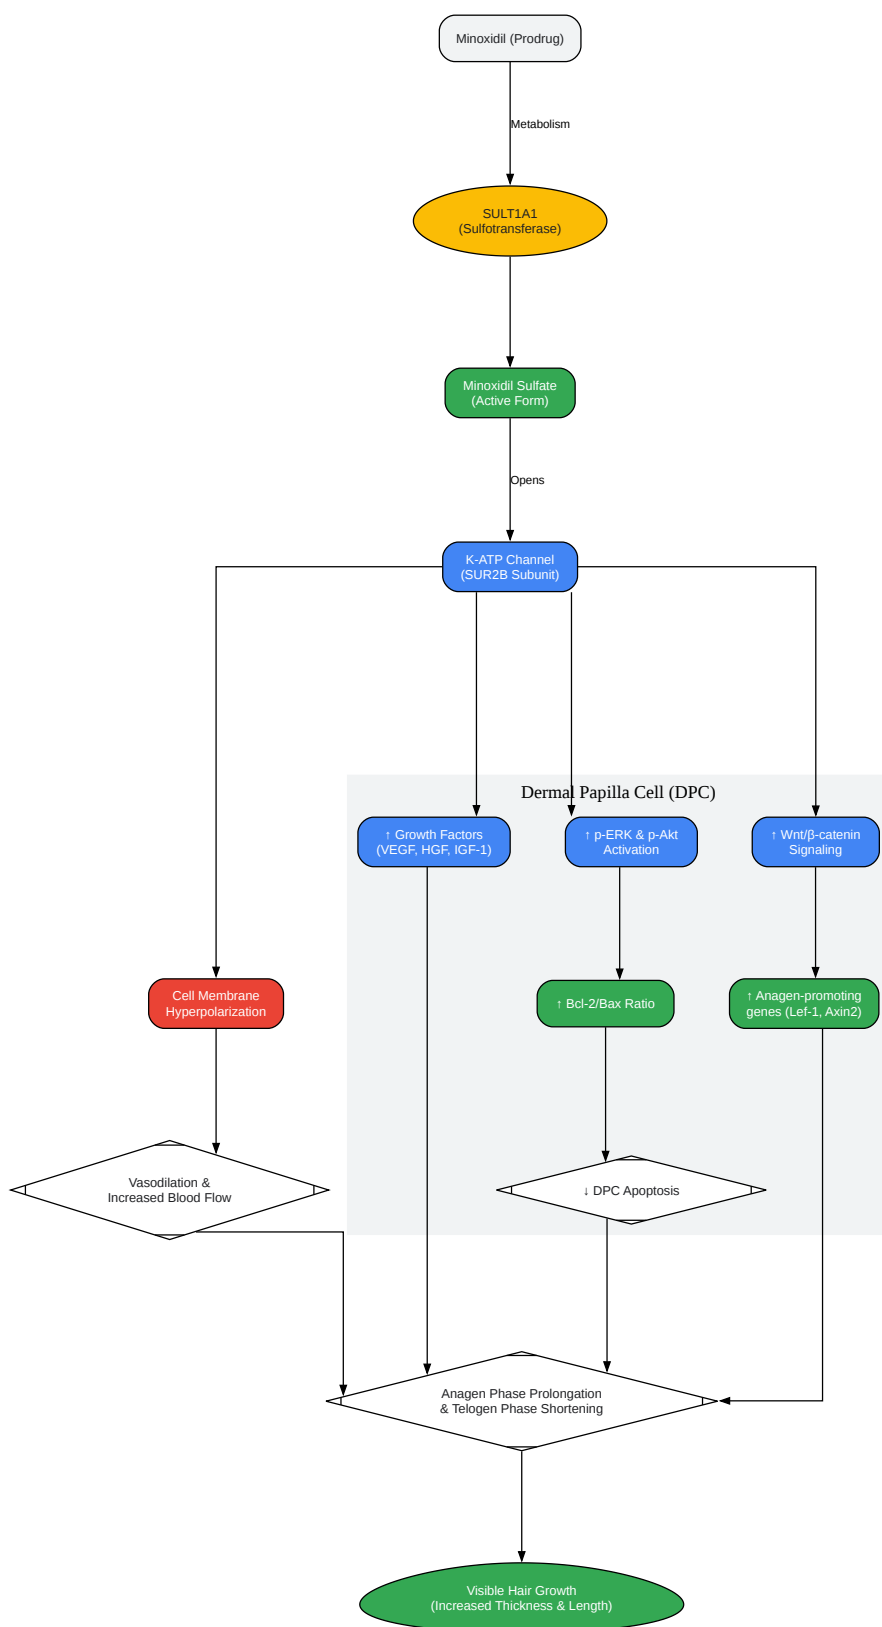 Minoxidil (Prodrug)
Metabolism
SULT1A1
(Sulfotransferase)
Minoxidil Sulfate
(Active Form)
Opens
K-ATP Channel
(SUR2B Subunit)
Dermal Papilla Cell (DPC)
↑ Growth Factors
(VEGF, HGF, IGF-1)
↑ p-ERK & p-Akt
Activation
↑ Wnt/β-catenin
Signaling
Cell Membrane
Hyperpolarization
↑ Bcl-2/Bax Ratio
↑ Anagen-promoting
genes (Lef-1, Axin2)
Vasodilation &
Increased Blood Flow
↓ DPC Apoptosis
Anagen Phase Prolongation
& Telogen Phase Shortening
Visible Hair Growth
(Increased Thickness & Length)